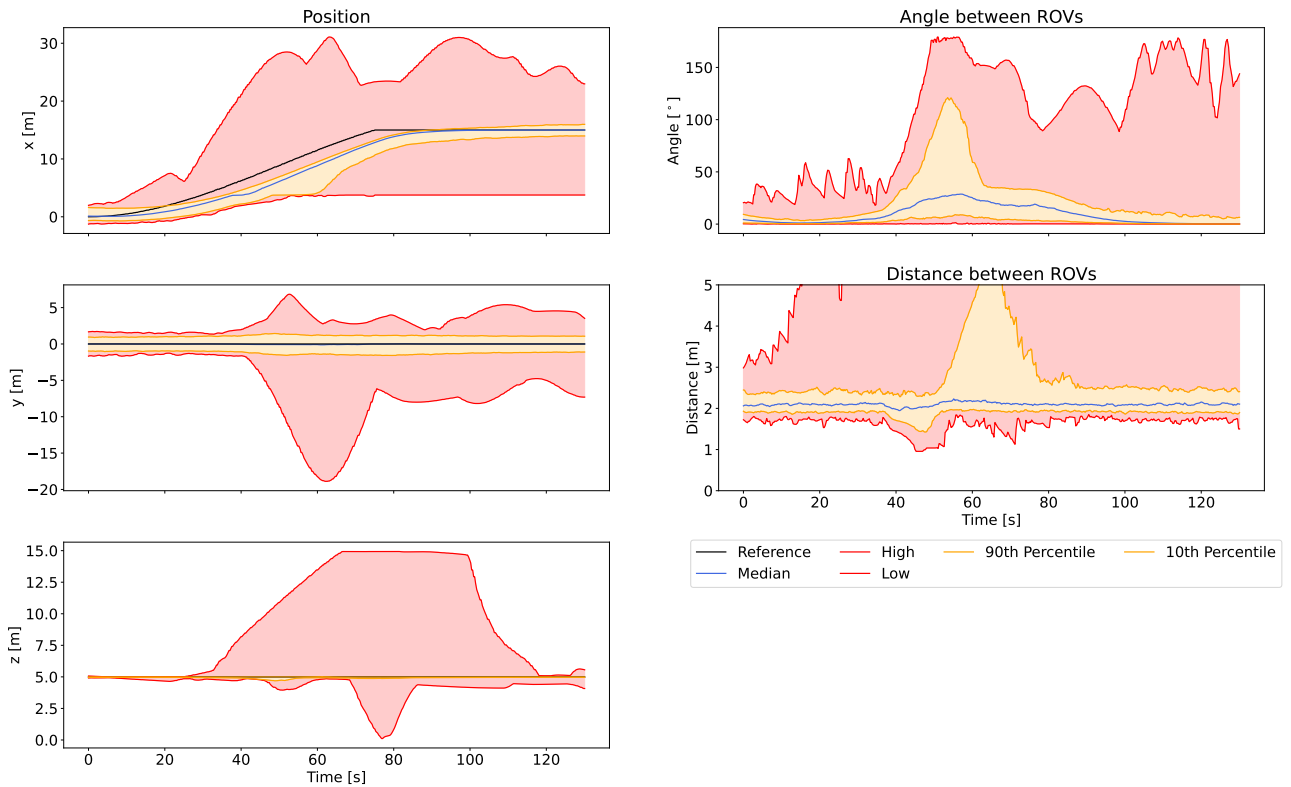 Position
30
20
10
0
x [m]
5
0
−5
−10
−15
−20
y [m]
15.0
12.5
10.0
7.5
5.0
2.5
0.0
z [m]
0 20 40 60 80 100 120
Time [s]
Angle between ROVs
150
100
50
0
Angle [°]
Distance between ROVs
5
4
3
2
1
0
Distance [m]
0 20 40 60 80 100 120
Time [s]
Reference High 90th Percentile 10th Percentile
Median Low